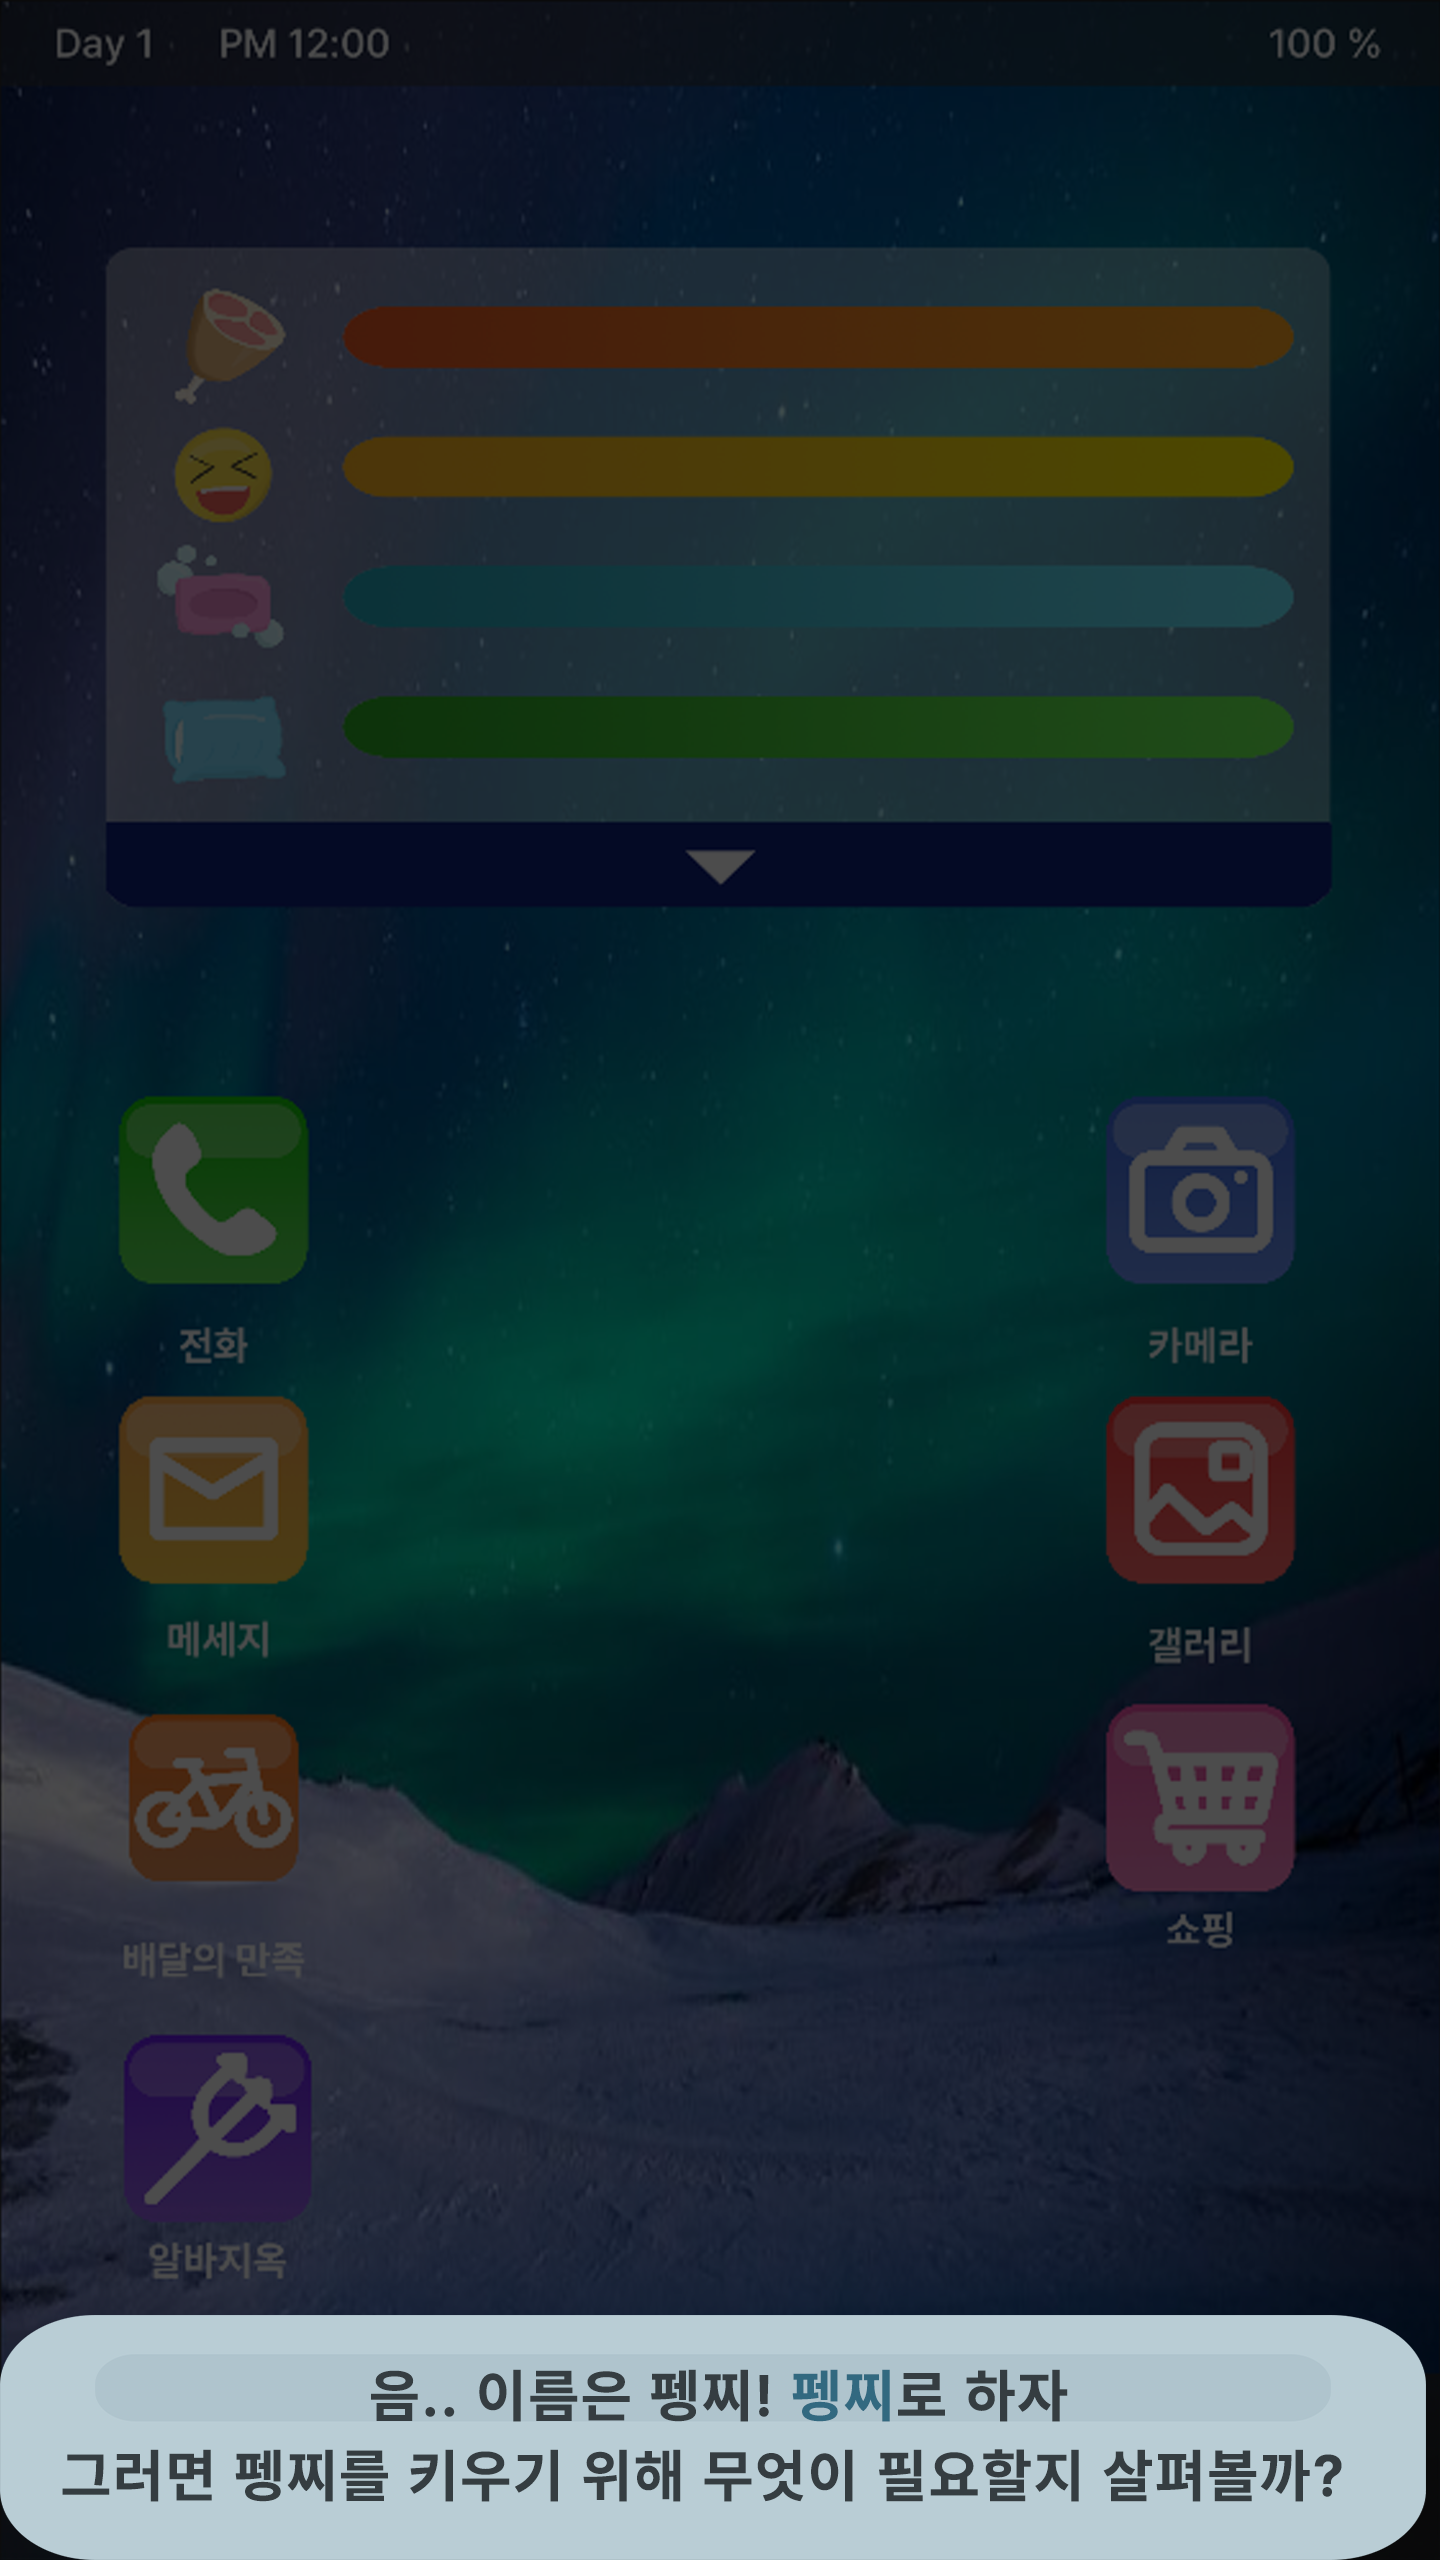 Day 1 PM 12:00 100 %
전화 카메라
메세지 갤러리
배달의 만족 쇼핑
알바지옥
음.. 이름은 펭찌! 펭찌로 하자
그러면 펭찌를 키우기 위해 무엇이 필요할지 살펴볼까?